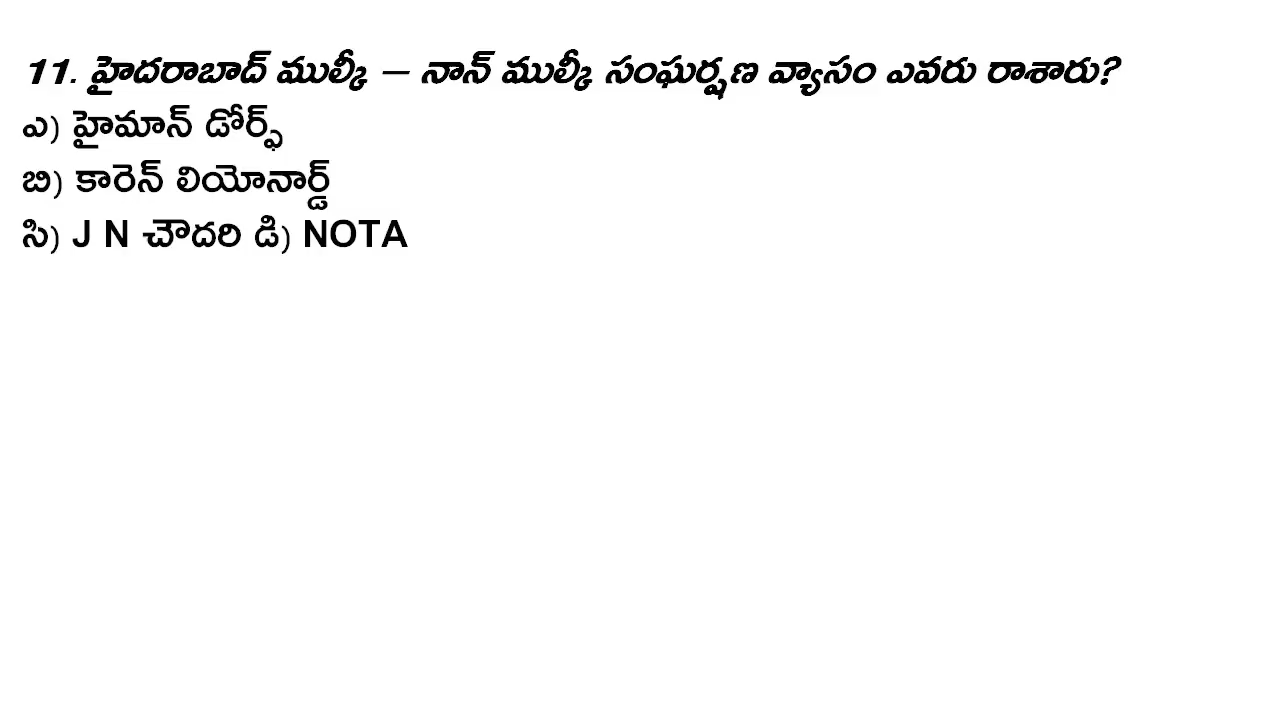 11. హైదరాబాద్ ముల్కీ – నాన్ ముల్కీ సంఘర్షణ వ్యాసం ఎవరు రాశారు?
ఎ) హైమాన్ డోర్ఫ్
బి) కారెన్ లియోనార్డ్
సి) J N చౌదరి డి) NOTA